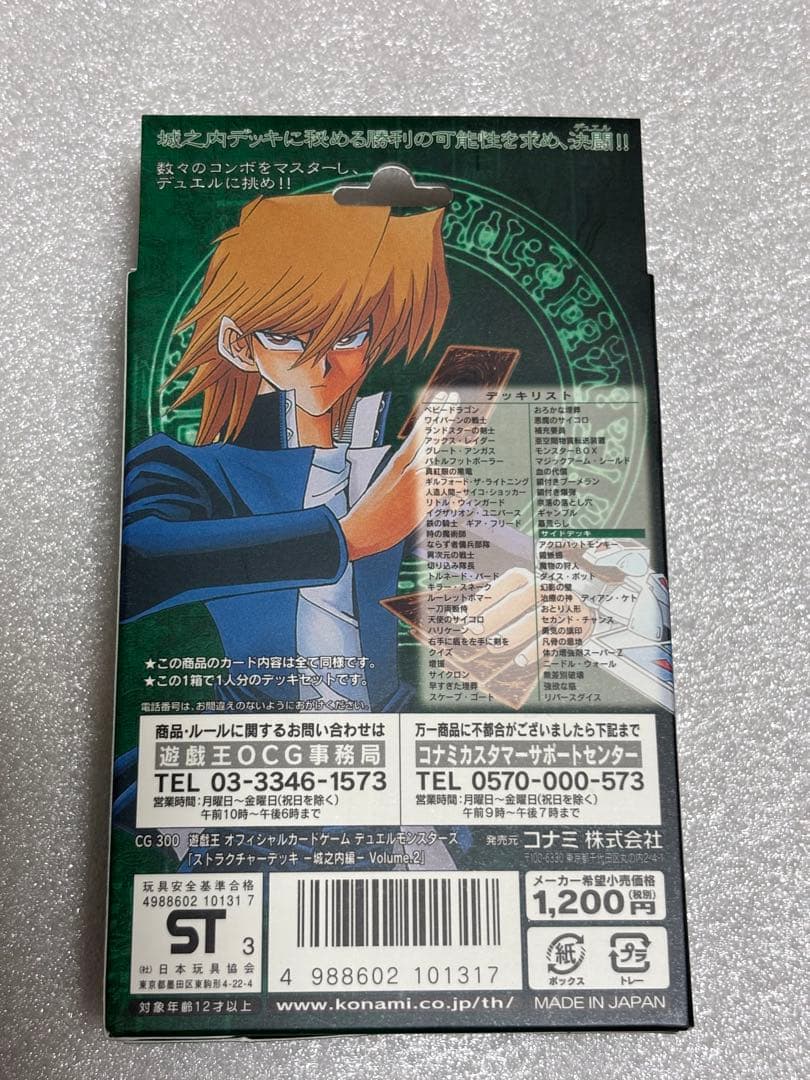 城之内デッキに秘める勝利の可能性を求め、決闘!!
デュエル
数々のコンボをマスターし、
デュエルに挑め!!
デッキリスト
ベビードラゴン
ワイバーンの戦士
ランドスターの剣士
アックス・レイダー
グレート・アンガス
バトルフットボーラー
真紅眼の黒竜
ギルフォード・ザ・ライトニング
人造人間-サイコ・ショッカー
リトル・ウィンガード
イグザリオン・ユニバース
鉄の騎士 ギア・フリード
時の魔術師
ならず者傭兵部隊
異次元の戦士
切り込み隊長
トルネード・バード
キラー・スネーク
ルーレットボマー
一刀両断侍
天使のサイコロ
ハリケーン
右手に盾を左手に剣を
クイズ
増援
サイクロン
早すぎた埋葬
スケープ・ゴート
おろかな埋葬
悪魔のサイコロ
補充要員
亜空間物質転送装置
モンスターBOX
マジックアーム・シールド
血の代償
鎖付きブーメラン
鎖付き爆弾
奈落の落とし穴
ギャンブル
墓荒らし
サイドデッキ
アクロバットモンキー
魔物の狩人
ダイス・ポット
幻影の壁
治療の神 ディアン・ケト
おとり人形
セカンド・チャンス
勇気の旗印
凡骨の意地
体力増強剤スーパーZ
ニードル・ウォール
無差別破壊
強欲な瓶
リバースダイス
★この商品のカード内容は全て同様です。
★この1箱で1人分のデッキセットです。
電話番号は、お間違えのないようにおかけください。
商品・ルールに関するお問い合わせは
遊戯王OCG事務局
TEL 03-3346-1573
営業時間:月曜日~金曜日(祝日を除く)
午前10時~午後6時まで
万一商品に不都合がございましたら下記まで
コナミカスタマーサポートセンター
TEL 0570-000-573
営業時間:月曜日~金曜日(祝日を除く)
午前9時~午後7時まで
CG 300 遊戯王 オフィシャルカードゲーム デュエルモンスターズ
「ストラクチャーデッキ -城之内編- Volume.2」
発売元 コナミ 株式会社
〒100-6330 東京都千代田区丸の内2-4-1
玩具安全基準合格
4988602 10131 7
ST 3
(社)日本玩具協会
東京都墨田区東駒形4-22-4
対象年齢12才以上
4 988602 101317
www.konami.co.jp/th/
メーカー希望小売価格
1,200円(税別)
紙
ボックス
プラ
トレー
MADE IN JAPAN